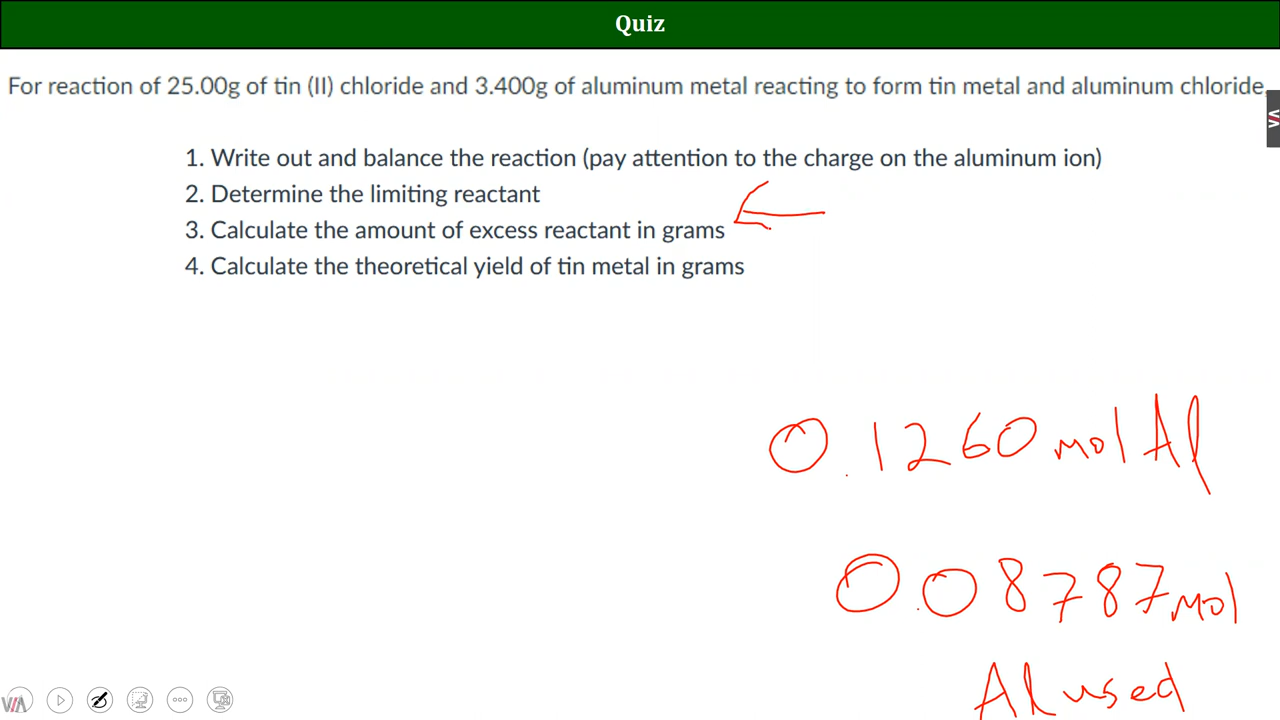 Quiz
For reaction of 25.00g of tin (II) chloride and 3.400g of aluminum metal reacting to form tin metal and aluminum chloride.
1. Write out and balance the reaction (pay attention to the charge on the aluminum ion)
2. Determine the limiting reactant
3. Calculate the amount of excess reactant in grams
4. Calculate the theoretical yield of tin metal in grams
0.1260 mol Al
0.08787 mol
Al used